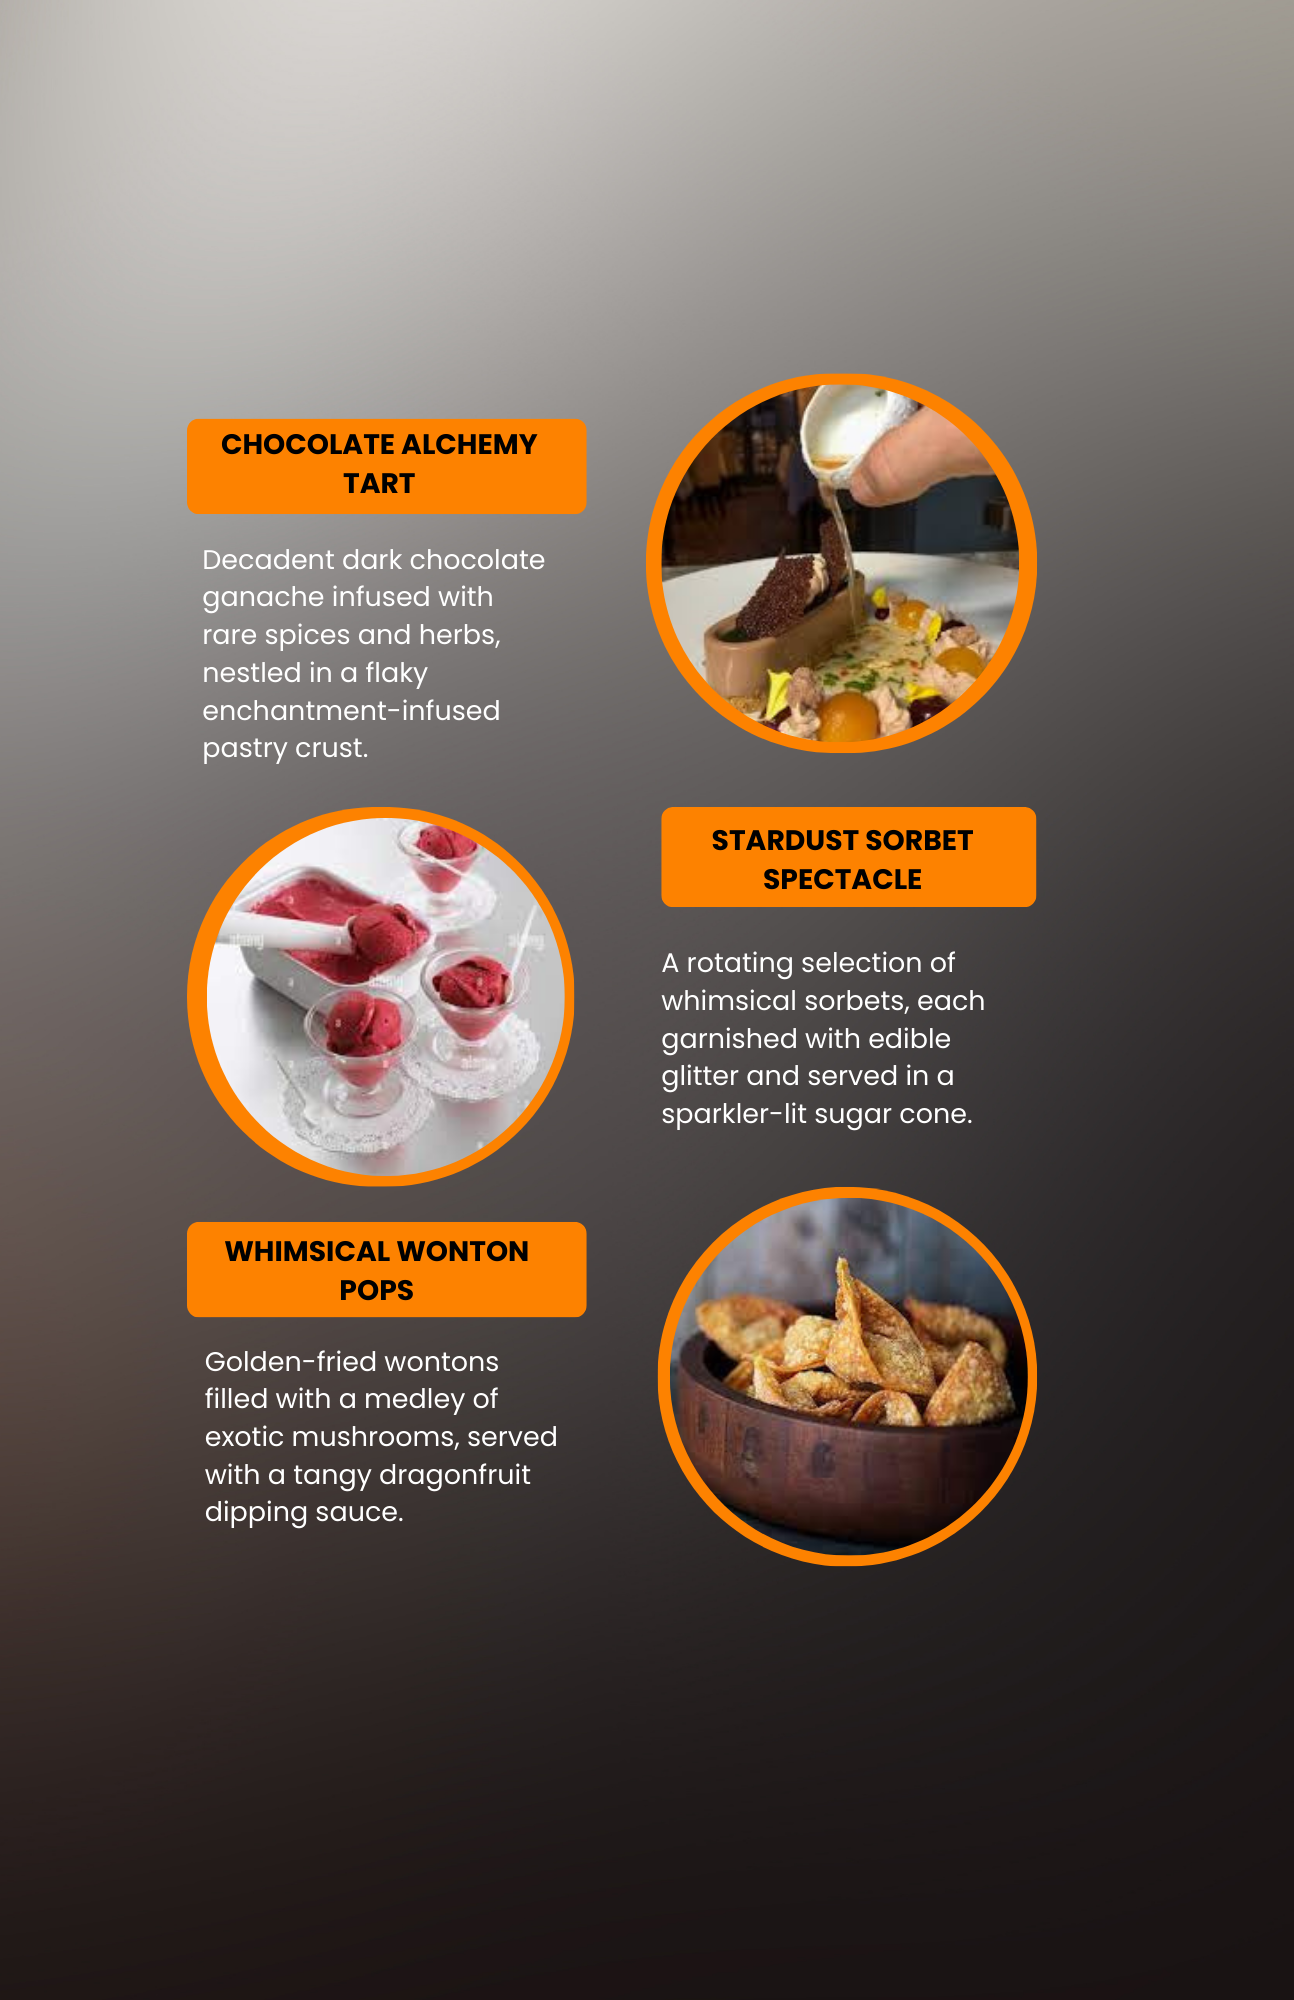 CHOCOLATE ALCHEMY
TART
Decadent dark chocolate
ganache infused with
rare spices and herbs,
nestled in a flaky
enchantment-infused
pastry crust.
STARDUST SORBET
SPECTACLE
A rotating selection of
whimsical sorbets, each
garnished with edible
glitter and served in a
sparkler-lit sugar cone.
alamy
a
alamy
alamy
a
a
WHIMSICAL WONTON
POPS
Golden-fried wontons
filled with a medley of
exotic mushrooms, served
with a tangy dragonfruit
dipping sauce.